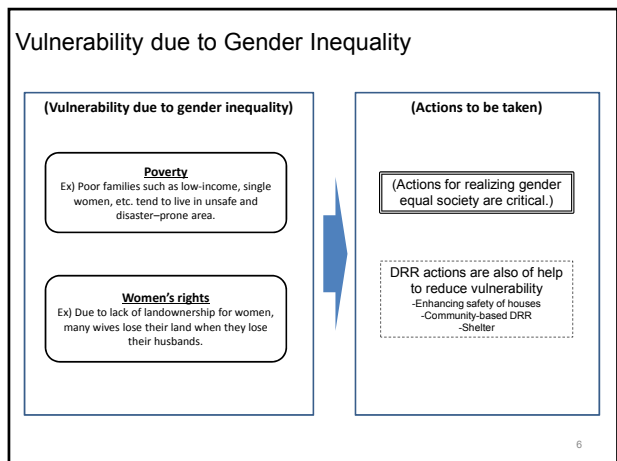 Vulnerability due to Gender Inequality
(Vulnerability due to gender inequality)
Poverty
Ex) Poor families such as low-income, single
women, etc. tend to live in unsafe and
disaster–prone area.
Women's rights
Ex) Due to lack of landownership for women,
many wives lose their land when they lose
their husbands.
(Actions to be taken)
(Actions for realizing gender
equal society are critical.)
DRR actions are also of help
to reduce vulnerability
-Enhancing safety of houses
-Community-based DRR
-Shelter
6